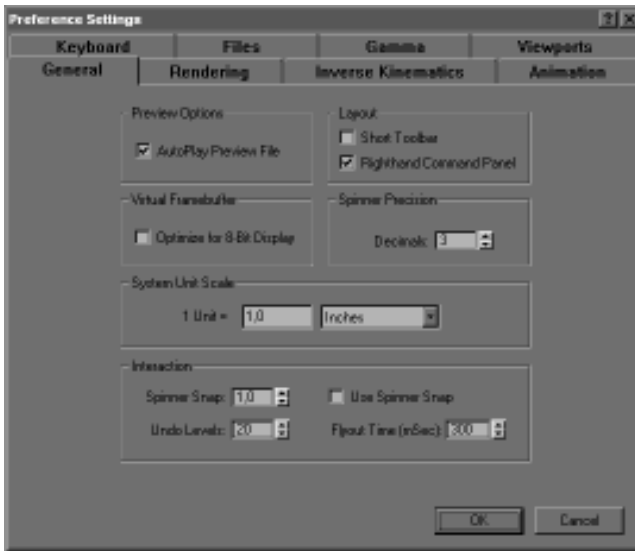 Preference Settings
Keyboard Files Gamma Viewports
General Rendering Inverse Kinematics Animation
Preview Options
AutoPlay Preview File
Layout
Short Toolbar
Righthand Command Panel
Virtual Framebuffer
Optimize for 8-Bit Display
Spinner Precision
Decimals: 3
System Unit Scale
1 Unit = 1,0 Inches
Interaction
Spinner Snap: 1,0 Use Spinner Snap
Undo Levels: 20 Flyout Time (mSec): 300
OK Cancel